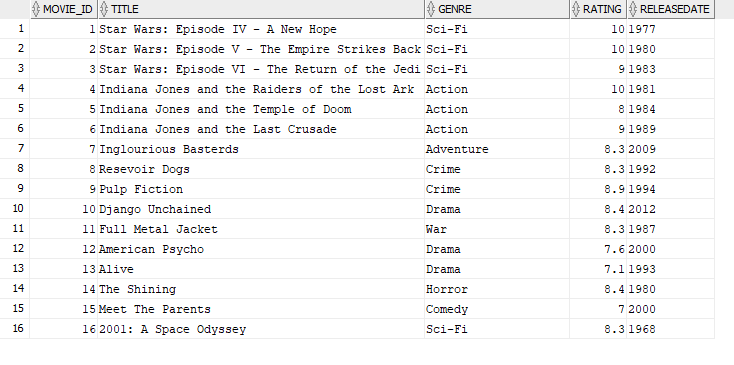 MOVIE_ID TITLE GENRE RATING RELEASEDATE
1 1 Star Wars: Episode IV - A New Hope Sci-Fi 10 1977
2 2 Star Wars: Episode V - The Empire Strikes Back Sci-Fi 10 1980
3 3 Star Wars: Episode VI - The Return of the Jedi Sci-Fi 9 1983
4 4 Indiana Jones and the Raiders of the Lost Ark Action 10 1981
5 5 Indiana Jones and the Temple of Doom Action 8 1984
6 6 Indiana Jones and the Last Crusade Action 9 1989
7 7 Inglourious Basterds Adventure 8.3 2009
8 8 Resevoir Dogs Crime 8.3 1992
9 9 Pulp Fiction Crime 8.9 1994
10 10 Django Unchained Drama 8.4 2012
11 11 Full Metal Jacket War 8.3 1987
12 12 American Psycho Drama 7.6 2000
13 13 Alive Drama 7.1 1993
14 14 The Shining Horror 8.4 1980
15 15 Meet The Parents Comedy 7 2000
16 16 2001: A Space Odyssey Sci-Fi 8.3 1968